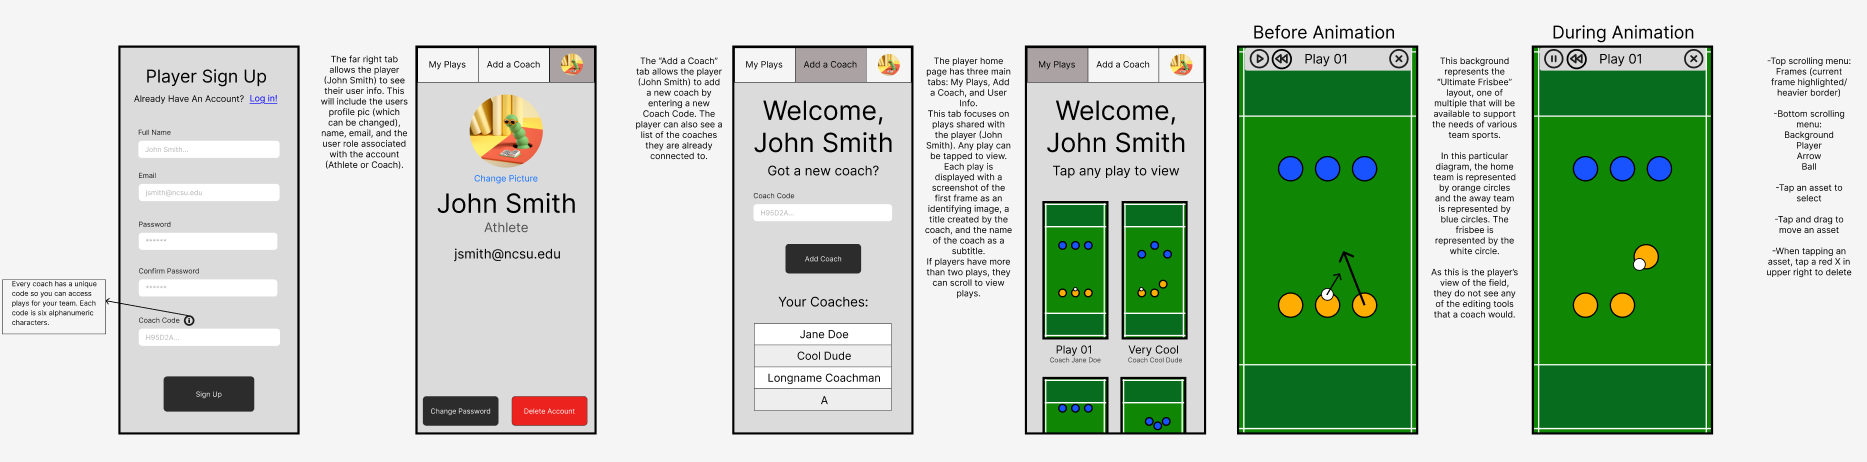 Player Sign Up
Already Have An Account? Log in!
Full Name
John Smith...
Email
jsmith@ncsu.edu
Password
******
Confirm Password
******
Coach Code
H95D2A...
Sign Up
Every coach has a unique
code so you can access
plays for your team. Each
code is six alphanumeric
characters.
The far right tab
allows the player
(John Smith) to see
their user info. This
will include the users
profile pic (which
can be changed),
name, email, and the
user role associated
with the account
(Athlete or Coach).
My Plays
Add a Coach
Change Picture
John Smith
Athlete
jsmith@ncsu.edu
Change Password
Delete Account
The "Add a Coach"
tab allows the player
(John Smith) to add
a new coach by
entering a new
Coach Code. The
player can also see a
list of the coaches
they are already
connected to.
My Plays
Add a Coach
Welcome,
John Smith
Got a new coach?
Coach Code
H95D2A...
Add Coach
Your Coaches:
Jane Doe
Cool Dude
Longname Coachman
A
The player home
page has three main
tabs: My Plays, Add
a Coach, and User
Info.
This tab focuses on
plays shared with
the player (John
Smith). Any play can
be tapped to view.
Each play is
displayed with a
screenshot of the
first frame as an
identifying image, a
title created by the
coach, and the name
of the coach as a
subtitle.
If players have more
than two plays, they
can scroll to view
plays.
My Plays
Add a Coach
Welcome,
John Smith
Tap any play to view
Play 01
Coach Jane Doe
Very Cool
Coach Cool Dude
Before Animation
Play 01
This background
represents the
"Ultimate Frisbee"
layout, one of
multiple that will be
available to support
the needs of various
team sports.
In this particular
diagram, the home
team is represented
by orange circles
and the away team
is represented by
blue circles. The
frisbee is
represented by the
white circle.
As this is the player's
view of the field,
they do not see any
of the editing tools
that a coach would.
During Animation
Play 01
-Top scrolling menu:
Frames (current
frame highlighted/
heavier border)
-Bottom scrolling
menu:
Background
Player
Arrow
Ball
-Tap an asset to
select
-Tap and drag to
move an asset
-When tapping an
asset, tap a red X in
upper right to delete